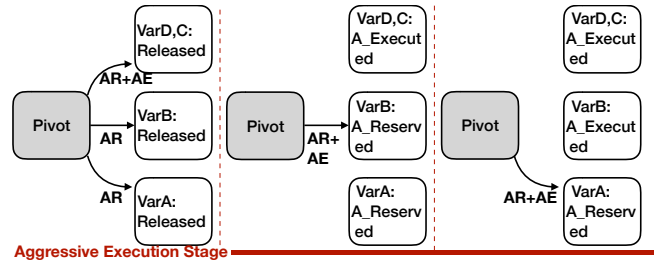 VarD,C:
Released
AR+AE
Pivot
AR
VarB:
Released
AR
VarA:
Released
VarD,C:
A_Execut
ed
Pivot
AR+
AE
VarB:
A_Reserv
ed
VarA:
A_Reserv
ed
VarD,C:
A_Execut
ed
Pivot
VarB:
A_Execut
ed
AR+AE
VarA:
A_Reserv
ed
Aggressive Execution Stage